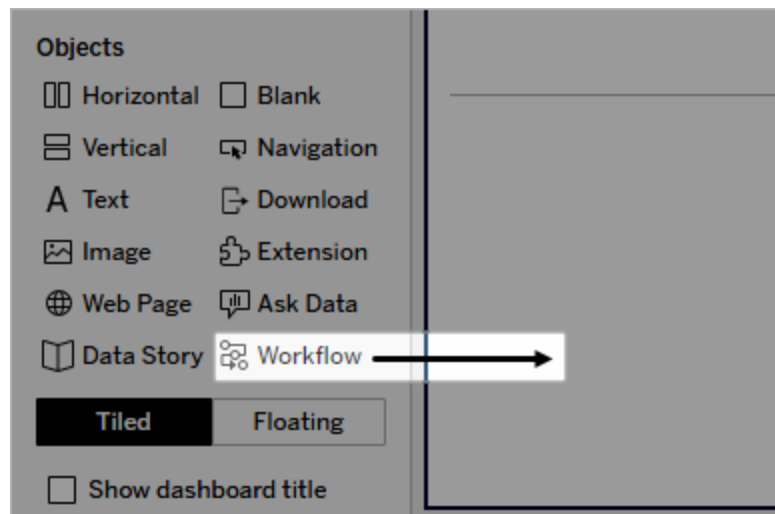 Objects
Horizontal Blank
Vertical Navigation
Text Download
Image Extension
Web Page Ask Data
Data Story Workflow
Tiled Floating
Show dashboard title